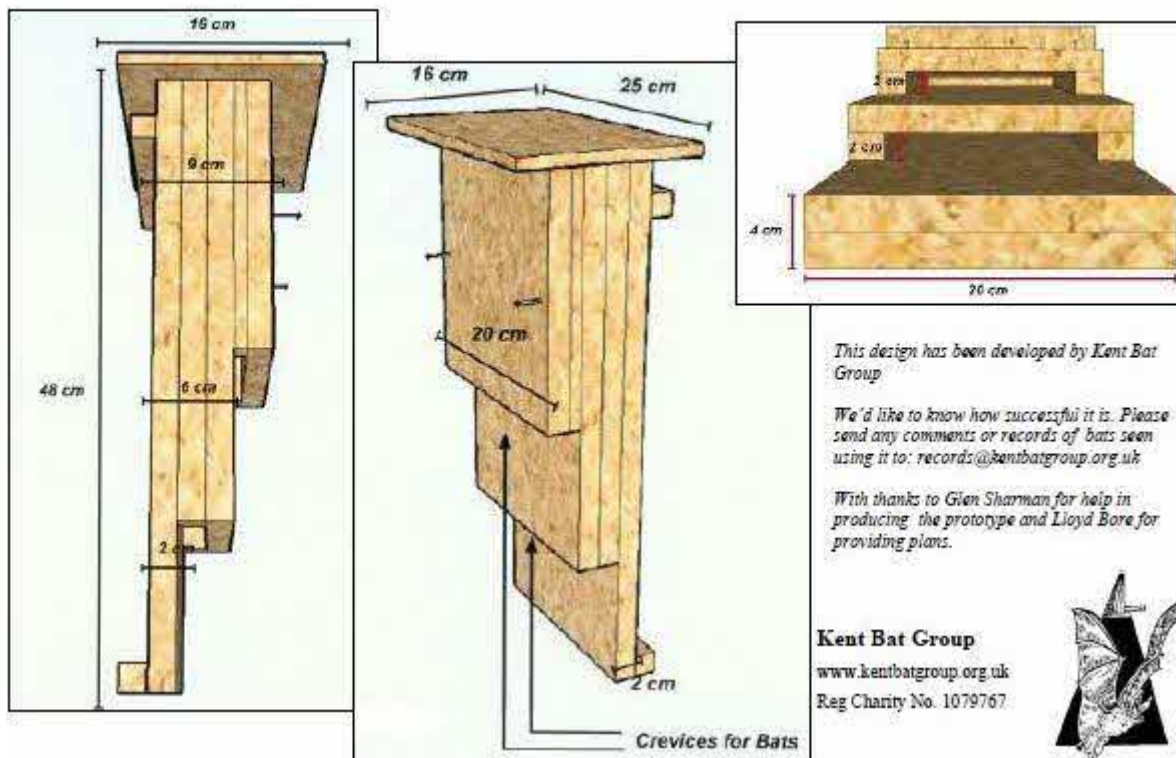 16 cm
9 cm
48 cm
6 cm
2 cm
16 cm
25 cm
20 cm
2 cm
Crevices for Bats
cm
2 cm
4 cm
20 cm
This design has been developed by Kent Bat
Group
We'd like to know how successful it is. Please
send any comments or records of bats seen
using it to: records@kentbatgroup.org.uk
With thanks to Glen Sharman for help in
producing the prototype and Lloyd Bore for
providing plans.
Kent Bat Group
www.kentbatgroup.org.uk
Reg Charity No. 1079767